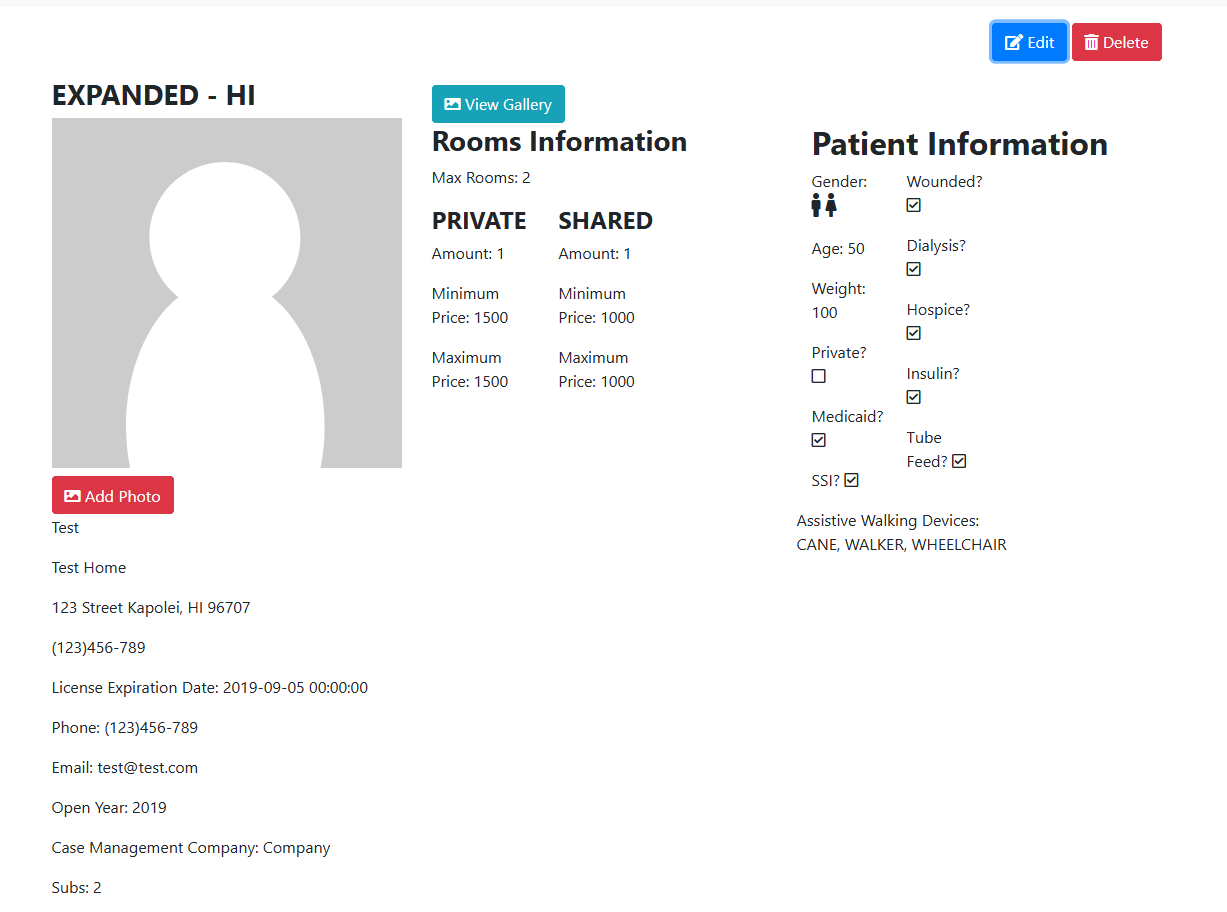 Edit
Delete
EXPANDED - HI
Add Photo
Test
Test Home
123 Street Kapolei, HI 96707
(123)456-789
License Expiration Date: 2019-09-05 00:00:00
Phone: (123)456-789
Email: test@test.com
Open Year: 2019
Case Management Company: Company
Subs: 2
View Gallery
Rooms Information
Max Rooms: 2
PRIVATE
Amount: 1
Minimum
Price: 1500
Maximum
Price: 1500
SHARED
Amount: 1
Minimum
Price: 1000
Maximum
Price: 1000
Patient Information
Gender:
Age: 50
Weight:
100
Private?
Medicaid?
SSI?
Wounded?
Dialysis?
Hospice?
Insulin?
Tube
Feed?
Assistive Walking Devices:
CANE, WALKER, WHEELCHAIR